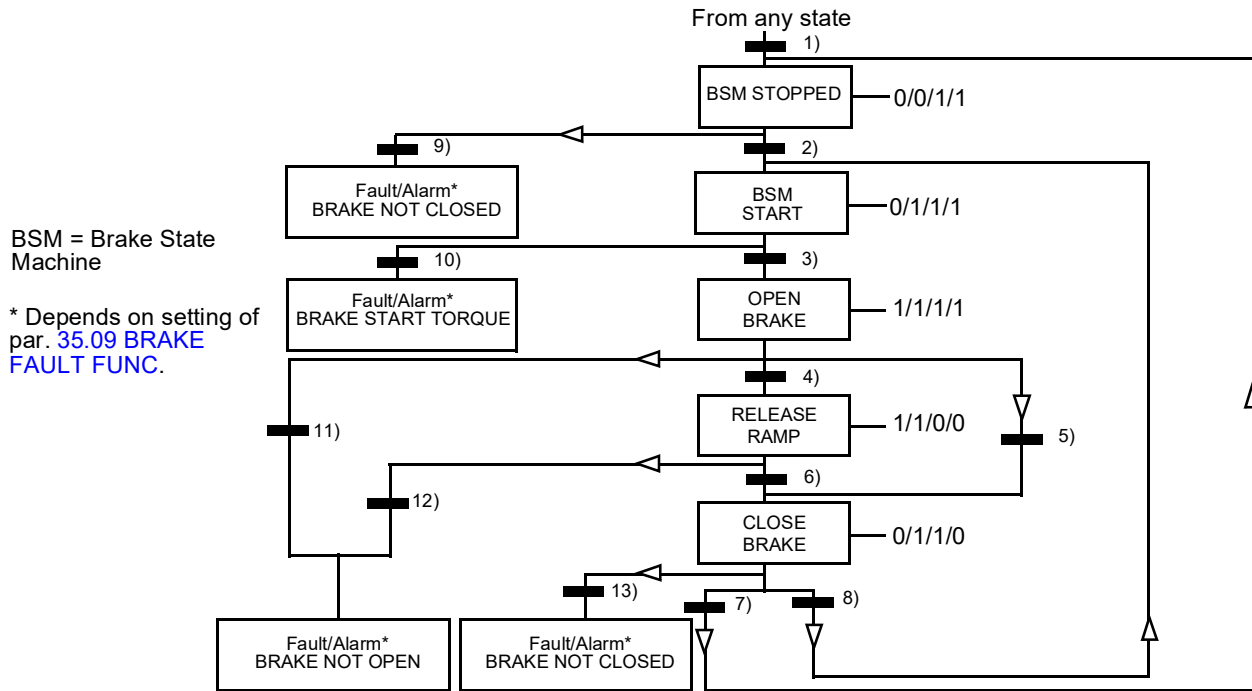 From any state
1)
BSM STOPPED
0/0/1/1
9)
2)
Fault/Alarm*
BRAKE NOT CLOSED
BSM
START
0/1/1/1
BSM = Brake State
Machine
10)
3)
Fault/Alarm*
BRAKE START TORQUE
OPEN
BRAKE
1/1/1/1
* Depends on setting of
par. 35.09 BRAKE
FAULT FUNC.
4)
RELEASE
RAMP
1/1/0/0
11)
5)
6)
12)
CLOSE
BRAKE
0/1/1/0
13)
7)
8)
Fault/Alarm*
BRAKE NOT OPEN
Fault/Alarm*
BRAKE NOT CLOSED